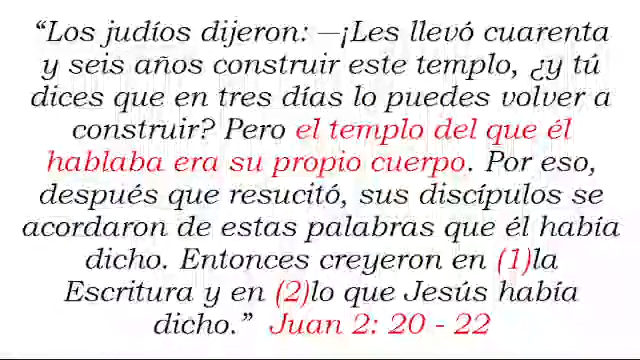 “Los judíos dijeron: —¡Les llevó cuarenta
y seis años construir este templo, ¿y tú
dices que en tres días lo puedes volver a
construir? Pero el templo del que él
hablaba era su propio cuerpo. Por eso,
después que resucitó, sus discípulos se
acordaron de estas palabras que él había
dicho. Entonces creyeron en (1)la
Escritura y en (2)lo que Jesús había
dicho.” Juan 2: 20 - 22